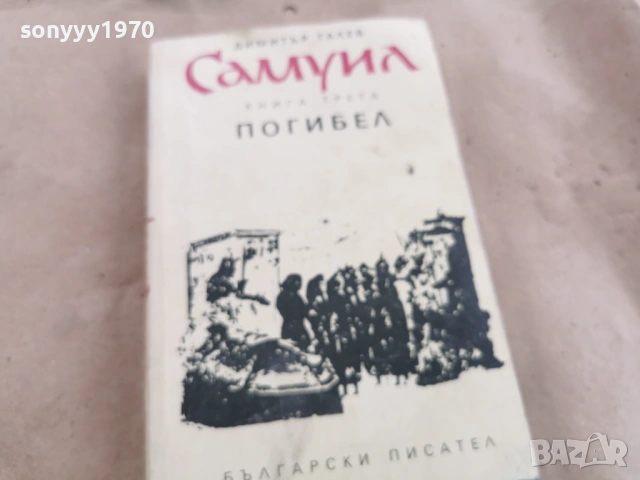 sonyyy1970
ДИМИТЪР ТАЛЕВ
Самуил
КНИГА ТРЕТА
ПОГИБЕЛ
БЪЛГАРСКИ ПИСАТЕЛ
BAZAR